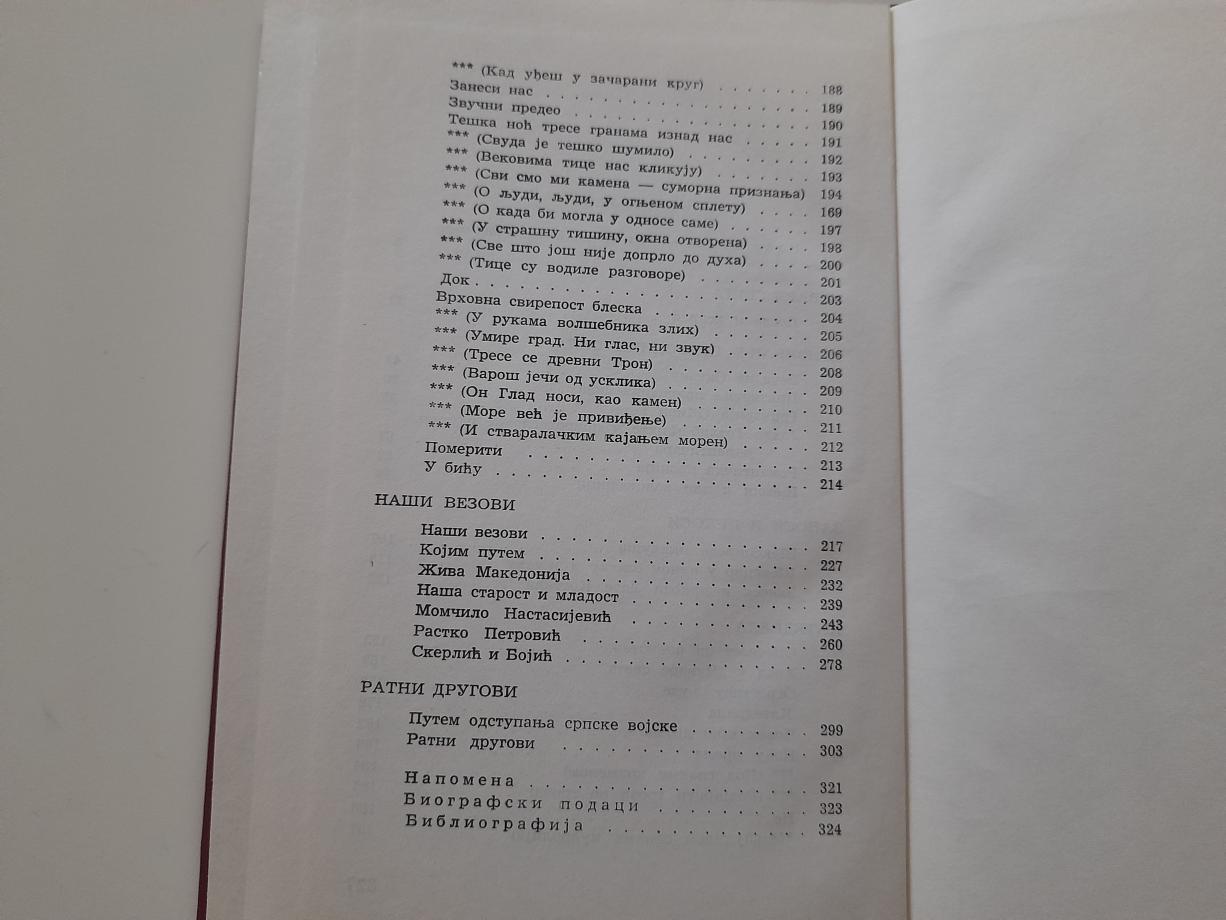 *** (Кад уђеш у зачарани круг) . . . . . . . 188
Занеси нас . . . . . . . . . . . . . . . . 189
Звучни предео . . . . . . . . . . . . . . . 190
Тешка ноћ тресе гранама изнад нас . . . . . 191
*** (Свуда је тешко шумило) . . . . . . . . 192
*** (Вековима тице нас кликују) . . . . . . . 193
*** (Сви смо ми камена — суморна признања) 194
*** (О људи, људи, у огњеном сплету) . . . . 169
*** (О када би могла у односе саме) . . . . . . 197
*** (У страшну тишину, окна отворена) . . . . 198
*** (Све што још није допрло до духа) . . . . 200
*** (Тице су водиле разговоре) . . . . . . . . 201
Док . . . . . . . . . . . . . . . . . . . . . 203
Врховна свирепост блеска . . . . . . . . . . 204
*** (У рукама волшебника злих) . . . . . . . 205
*** (Умире град. Ни глас, ни звук) . . . . . . 206
*** (Тресе се древни Трон) . . . . . . . . . . 208
*** (Варош јечи од усклика) . . . . . . . . . . 209
*** (Он Глад носи, као камен) . . . . . . . . 210
*** (Море већ је привиђење) . . . . . . . . . 211
*** (И стваралачким кајањем морен) . . . . . . 212
Померити . . . . . . . . . . . . . . . . . . 213
У бићу . . . . . . . . . . . . . . . . . . . . 214
НАШИ ВЕЗОВИ
Наши везови . . . . . . . . . . . . . . . . . 217
Којим путем . . . . . . . . . . . . . . . . . 227
Жива Македонија . . . . . . . . . . . . . . 232
Наша старост и младост . . . . . . . . . . . 239
Момчило Настасијевић . . . . . . . . . . . 243
Растко Петровић . . . . . . . . . . . . . . 260
Скерлић и Бојић . . . . . . . . . . . . . . . 278
РАТНИ ДРУГОВИ
Путем одступања српске војске . . . . . . . . 299
Ратни другови . . . . . . . . . . . . . . . 303
Напомена . . . . . . . . . . . . . . . . . . 321
Биографски подаци . . . . . . . . . . 323
Библиографија . . . . . . . . . . . . . 324